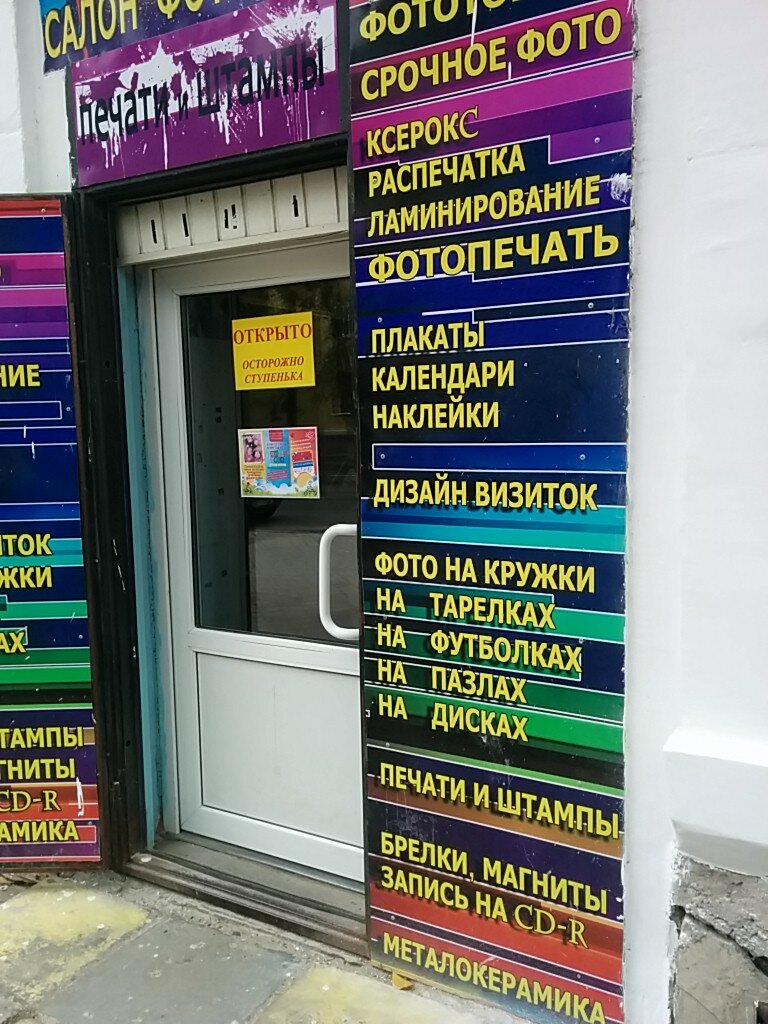 САЛОН
печати и штампы
СРОЧНОЕ ФОТО
КСЕРОКС
РАСПЕЧАТКА
ЛАМИНИРОВАНИЕ
ФОТОПЕЧАТЬ
ПЛАКАТЫ
КАЛЕНДАРИ
НАКЛЕЙКИ
ДИЗАЙН ВИЗИТОК
ФОТО НА КРУЖКИ
НА ТАРЕЛКАХ
НА ФУТБОЛКАХ
НА ПАЗЛАХ
НА ДИСКАХ
ПЕЧАТИ И ШТАМПЫ
БРЕЛКИ, МАГНИТЫ
ЗАПИСЬ НА CD-R
МЕТАЛОКЕРАМИКА
ОТКРЫТО
ОСТОРОЖНО
СТУПЕНЬКА
НИЕ
ИТОК
ЖКИ
АХ
ТАМПЫ
ГНИТЫ
CD-R
РАМИКА